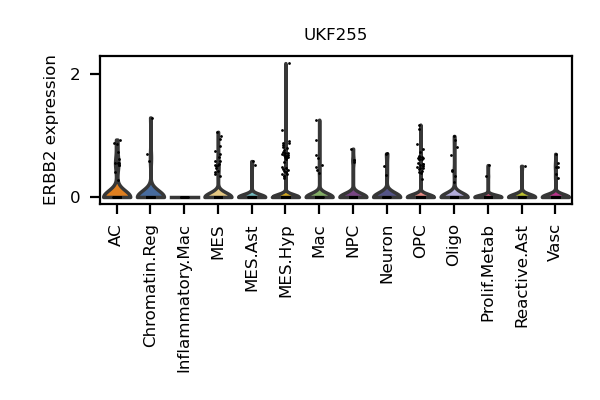 UKF255
ERBB2 expression
2
0
AC
Chromatin.Reg
Inflammatory.Mac
MES
MES.Ast
MES.Hyp
Mac
NPC
Neuron
OPC
Oligo
Prolif.Metab
Reactive.Ast
Vasc